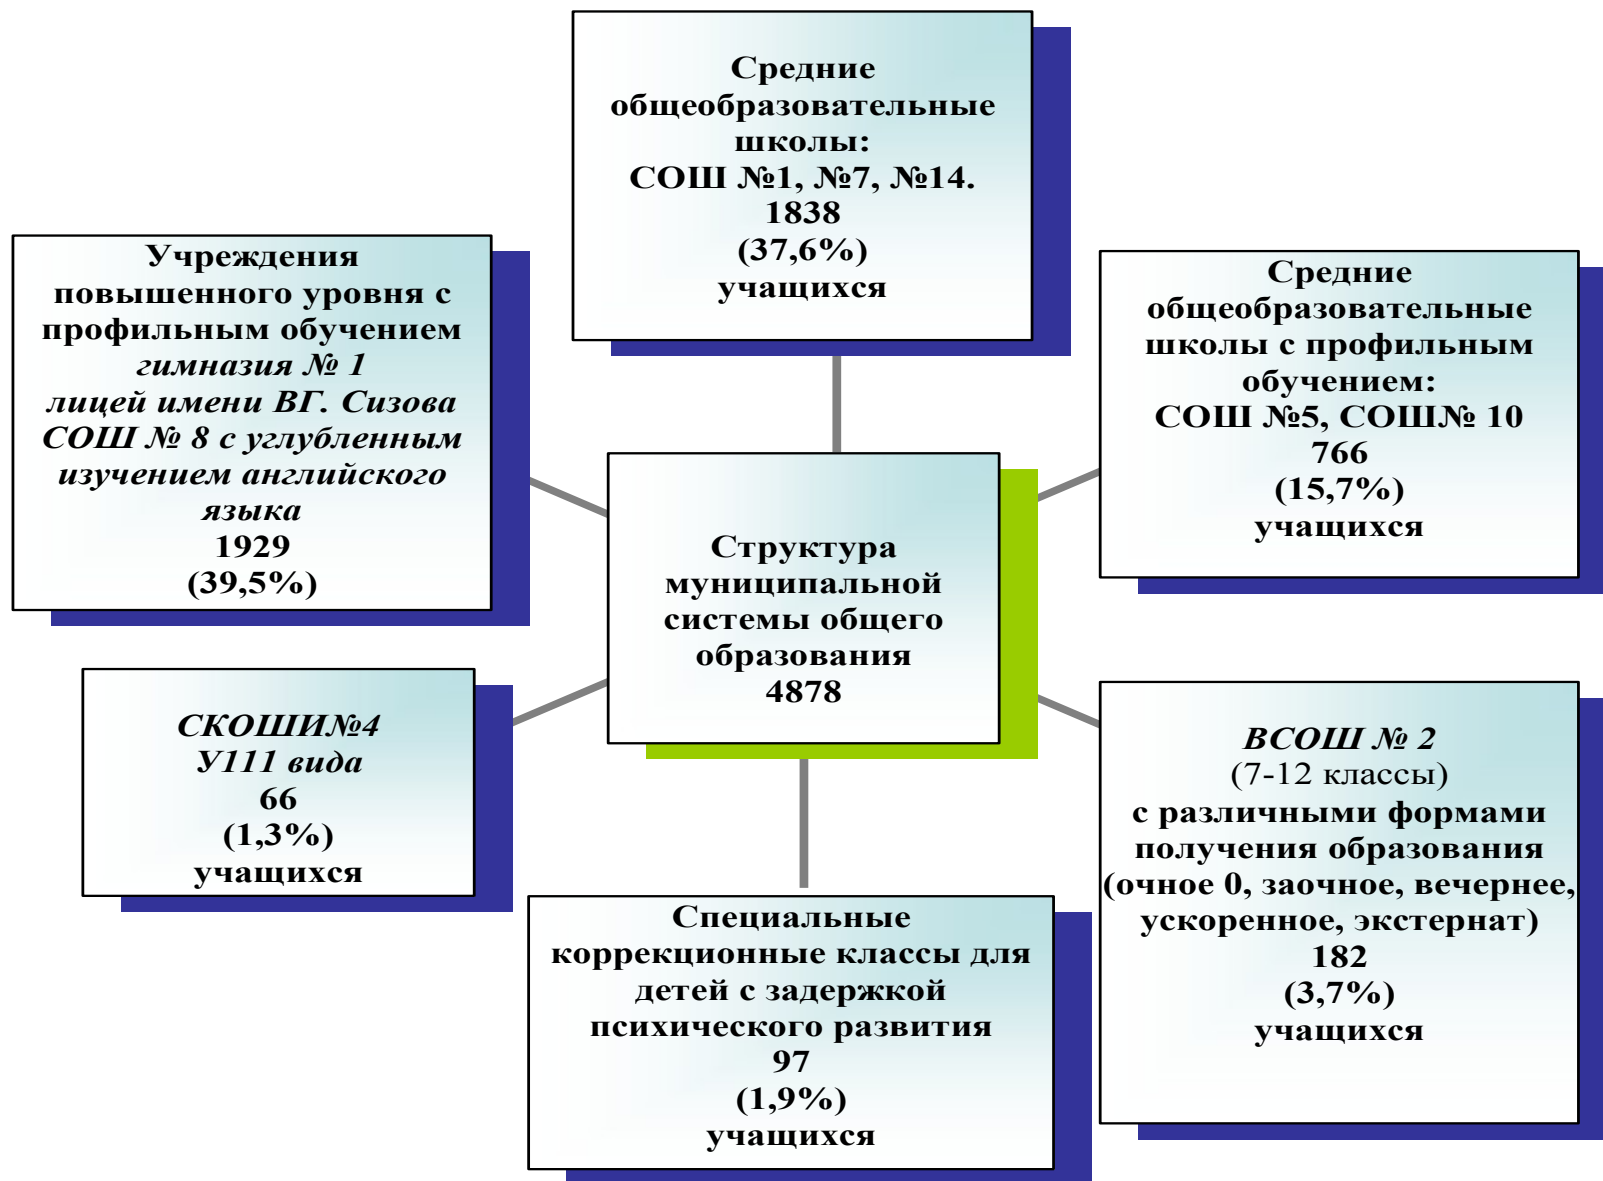 Средние
общеобразовательные
школы:
СОШ №1, №7, №14.
1838
(37,6%)
учащихся
Учреждения
повышенного уровня с
профильным обучением
гимназия № 1
лицей имени ВГ. Сизова
СОШ № 8 с углубленным
изучением английского
языка
1929
(39,5%)
Средние
общеобразовательные
школы с профильным
обучением:
СОШ №5, СОШ№ 10
766
(15,7%)
учащихся
Структура
муниципальной
системы общего
образования
4878
СКОШИ№4
У111 вида
66
(1,3%)
учащихся
ВСОШ № 2
(7-12 классы)
с различными формами
получения образования
(очное 0, заочное, вечернее,
ускоренное, экстернат)
182
(3,7%)
учащихся
Специальные
коррекционные классы для
детей с задержкой
психического развития
97
(1,9%)
учащихся